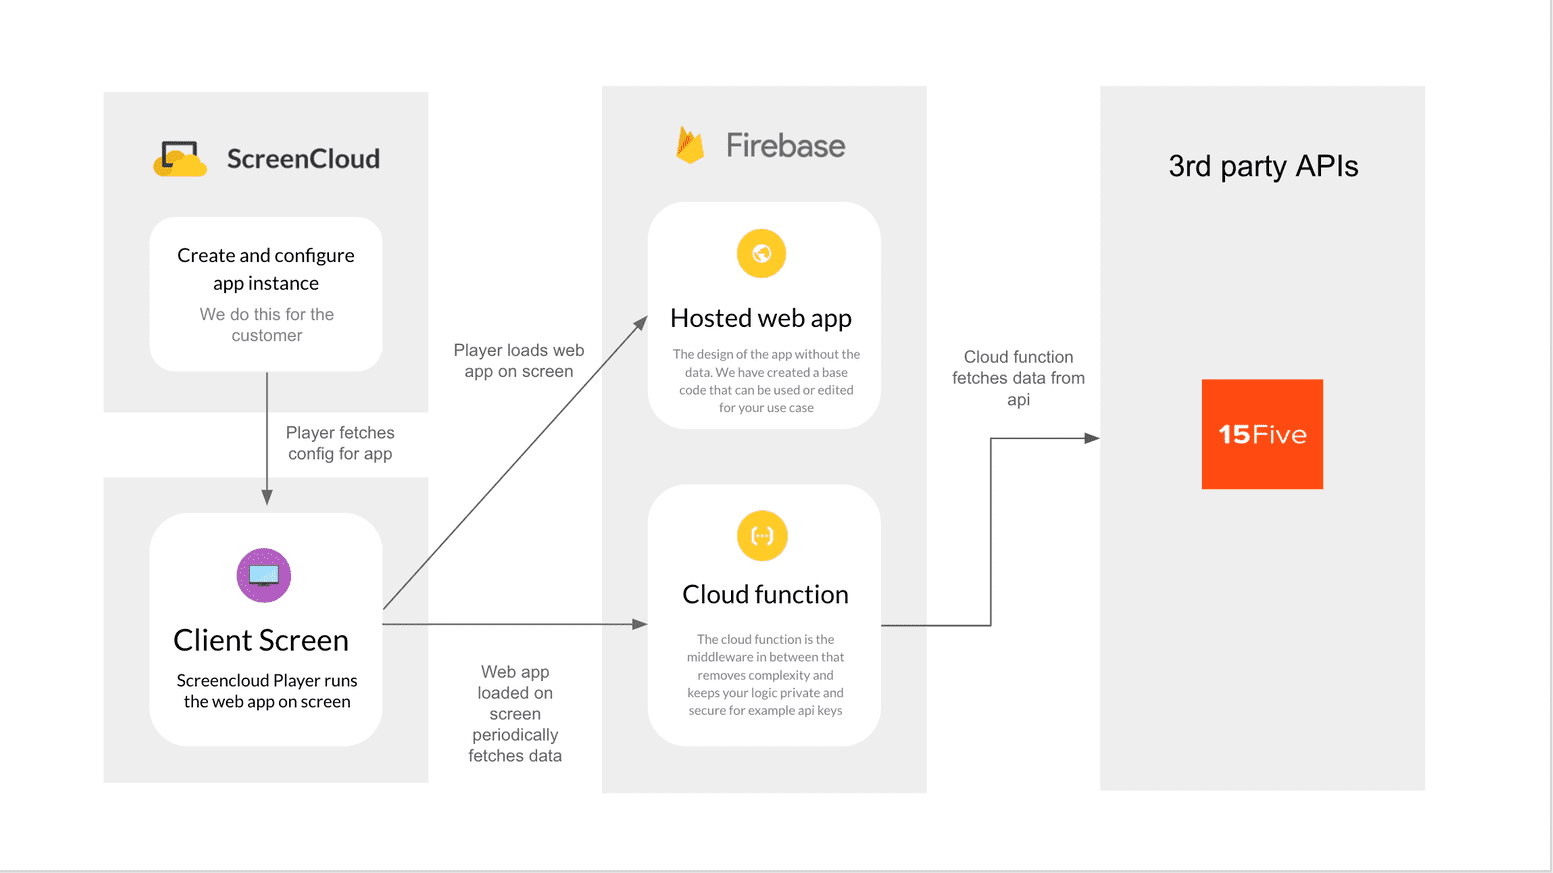 ScreenCloud
Create and configure
app instance
We do this for the
customer
Player fetches
config for app
Client Screen
Screencloud Player runs
the web app on screen
Player loads web
app on screen
Web app
loaded on
screen
periodically
fetches data
Firebase
Hosted web app
The design of the app without the
data. We have created a base
code that can be used or edited
for your use case
Cloud function
The cloud function is the
middleware in between that
removes complexity and
keeps your logic private and
secure for example api keys
Cloud function
fetches data from
api
3rd party APIs
15Five